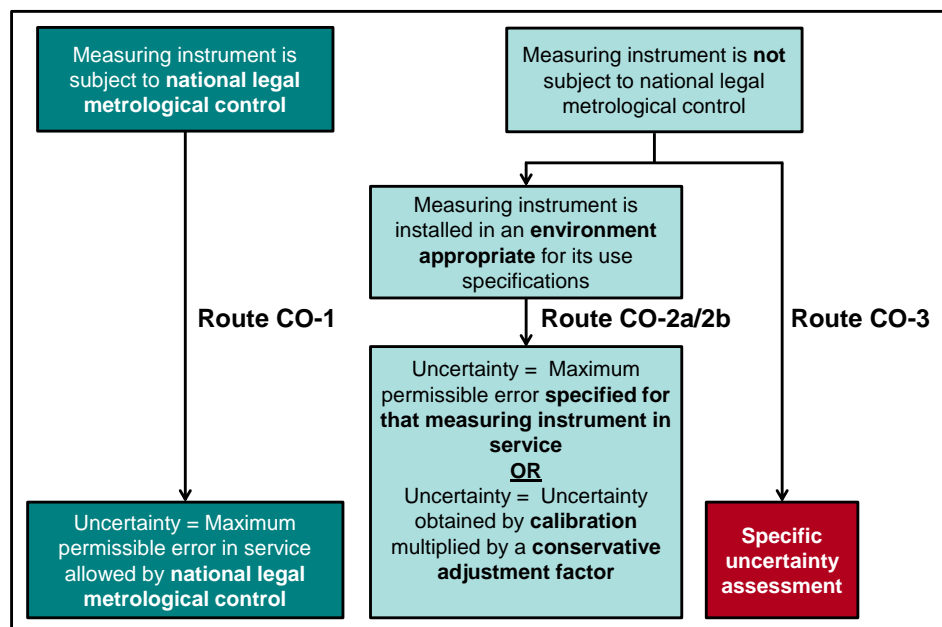 Measuring instrument is
subject to national legal
metrological control
Measuring instrument is not
subject to national legal
metrological control
Measuring instrument is
installed in an environment
appropriate for its use
specifications
Route CO-1
Route CO-2a/2b
Route CO-3
Uncertainty = Maximum
permissible error in service
allowed by national legal
metrological control
Uncertainty =  Maximum
permissible error specified for
that measuring instrument in
service
OR
Uncertainty =  Uncertainty
obtained by calibration
multiplied by a conservative
adjustment factor
Specific
uncertainty
assessment